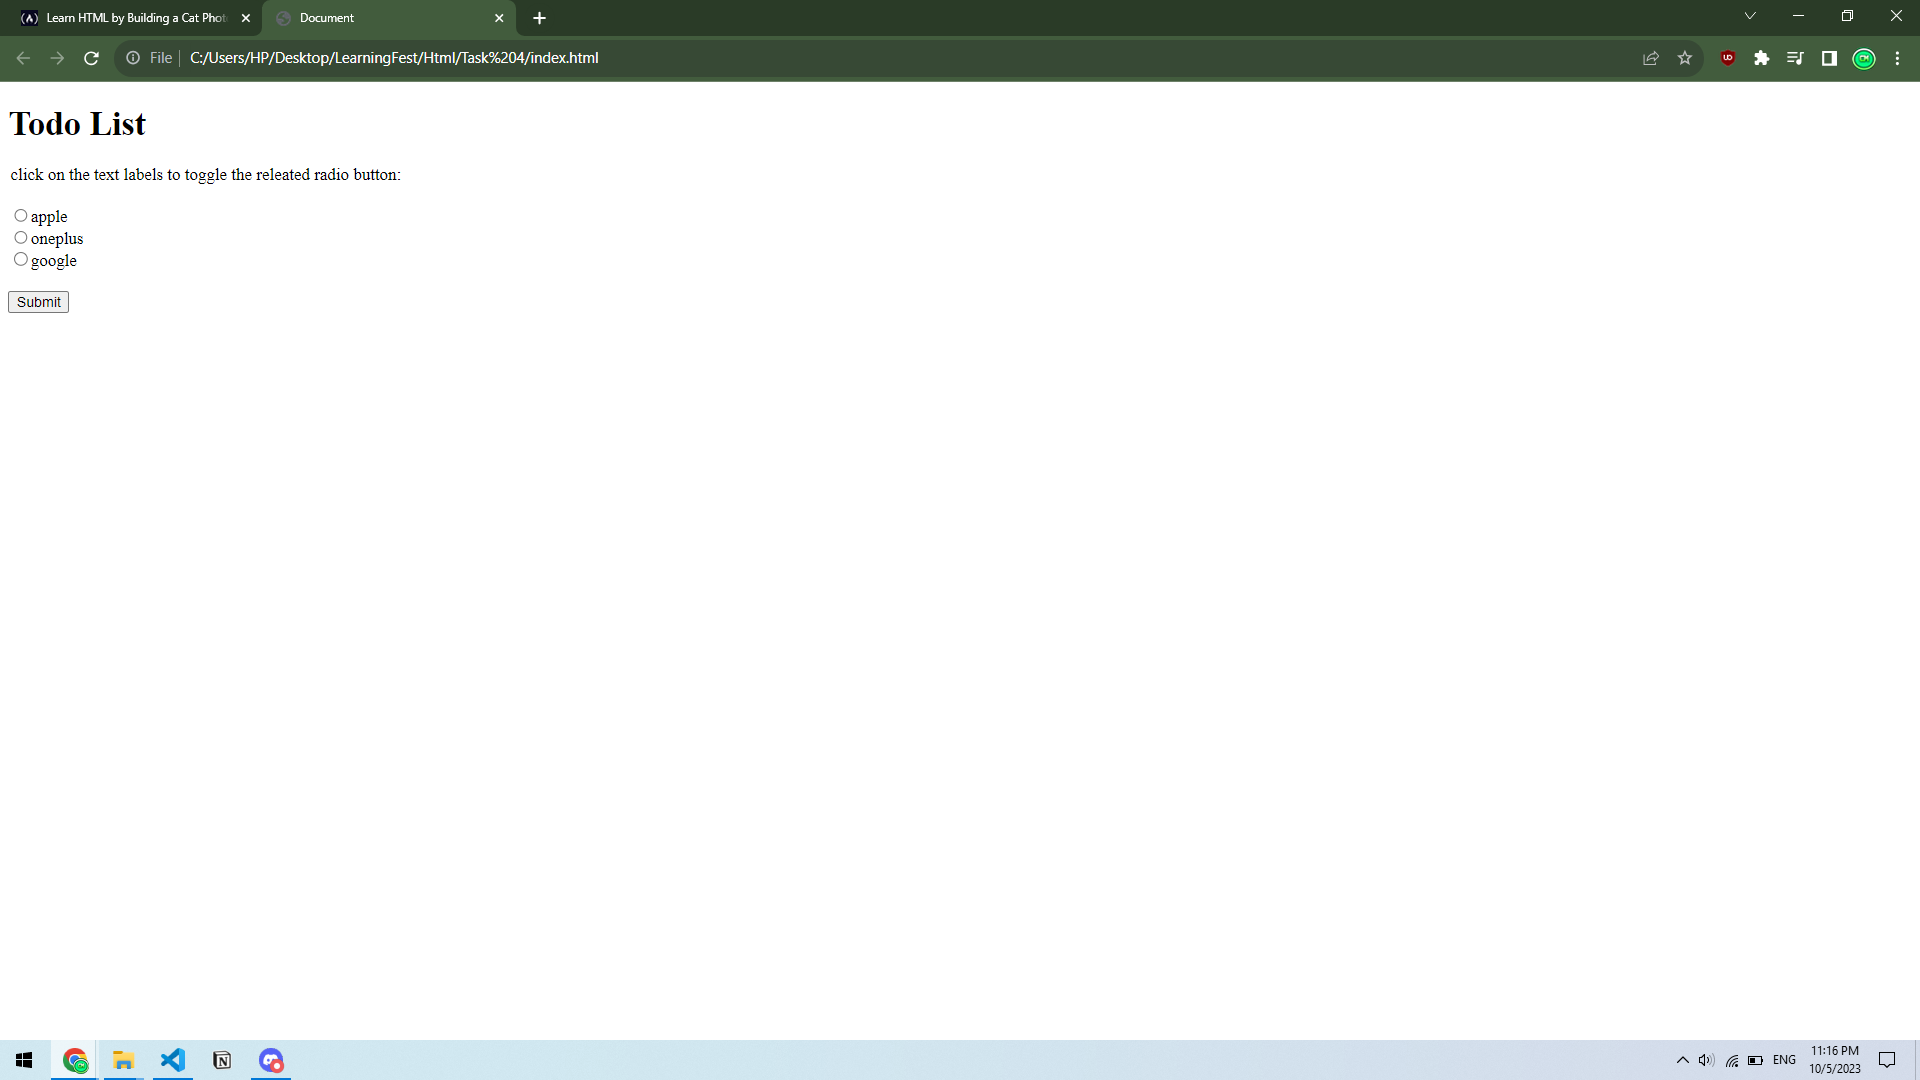 Learn HTML by Building a Cat Phot
Document
File
C:/Users/HP/Desktop/LearningFest/Html/Task%204/index.html
Todo List
click on the text labels to toggle the releated radio button:
apple
oneplus
google
Submit
ENG
11:16 PM
10/5/2023